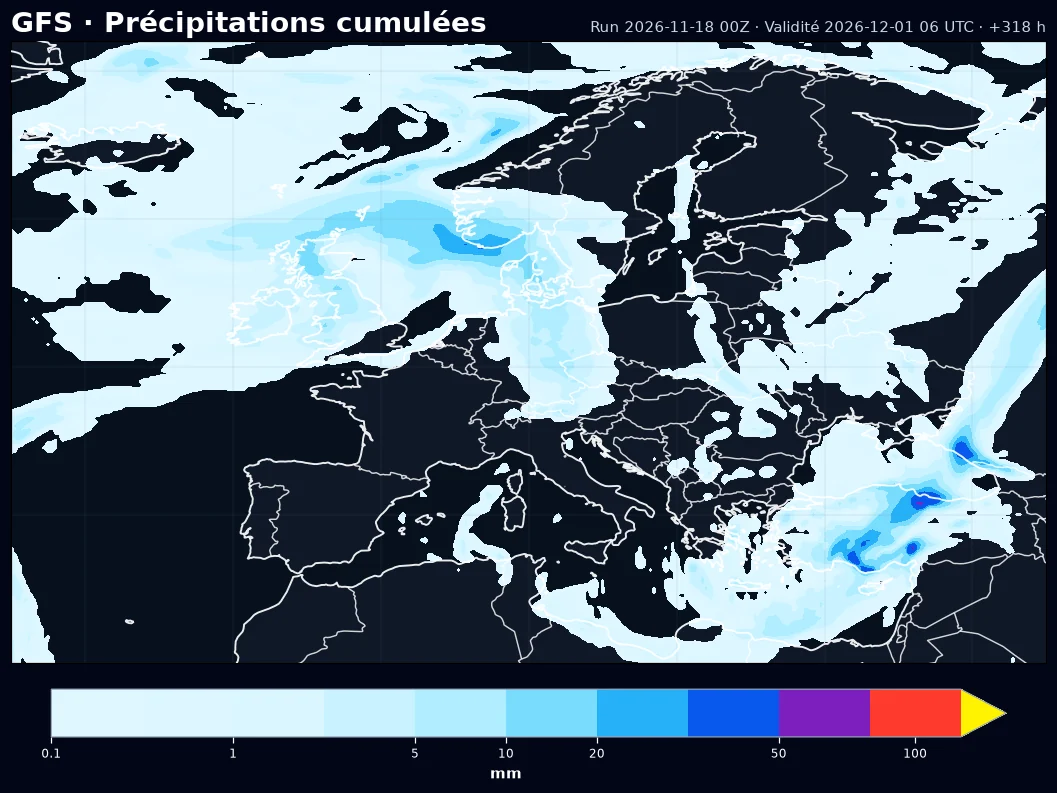 GFS · Précipitations cumulées
Run 2026-11-18 00Z · Validité 2026-12-01 06 UTC · +318 h
0.1 1 5 10 20 50 100
mm